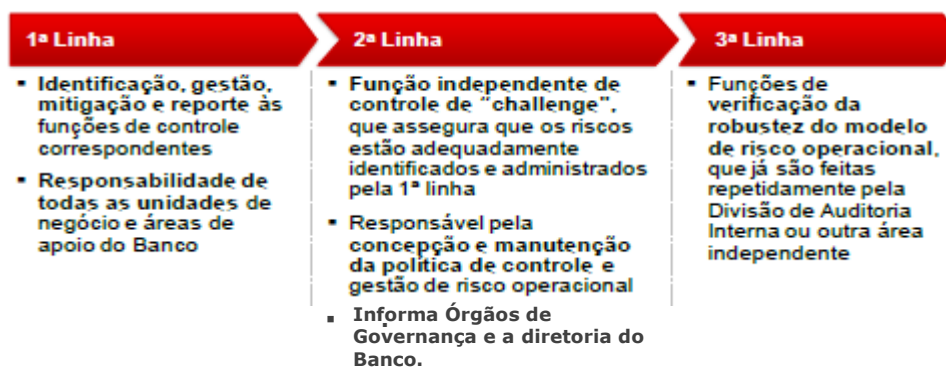 1ª Linha
▪ Identificação, gestão,
mitigação e reporte às
funções de controle
correspondentes
▪ Responsabilidade de
todas as unidades de
negócio e áreas de
apoio do Banco
2ª Linha
▪ Função independente de
controle de “challenge",
que assegura que os riscos
estão adequadamente
identificados e administrados
pela 1ª linha
▪ Responsável pela
concepção e manutenção
da política de controle e
gestão de risco operacional
▪ Informa Órgãos de
Governança e a diretoria do
Banco.
3ª Linha
▪ Funções de
verificação da
robustez do modelo
de risco operacional,
que já são feitas
repetidamente pela
Divisão de Auditoria
Interna ou outra área
independente